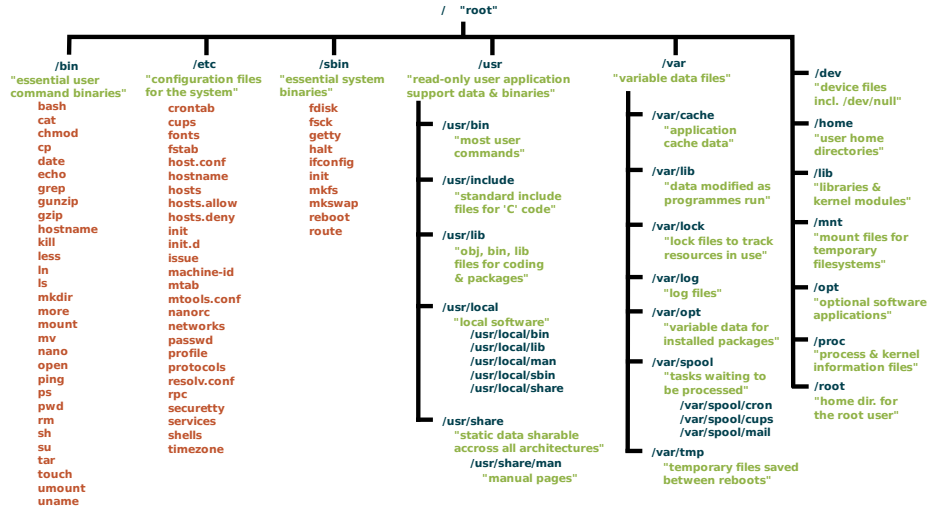 / "root"
/bin
"essential user
command binaries"
bash
cat
chmod
cp
date
echo
grep
gunzip
gzip
hostname
kill
less
ln
ls
mkdir
more
mount
mv
nano
open
ping
ps
pwd
rm
sh
su
tar
touch
umount
uname
/etc
"configuration files
for the system"
crontab
cups
fonts
fstab
host.conf
hostname
hosts
hosts.allow
hosts.deny
init
init.d
issue
machine-id
mtab
mtools.conf
nanorc
networks
passwd
profile
protocols
resolv.conf
rpc
securetty
services
shells
timezone
/sbin
"essential system
binaries"
fdisk
fsck
getty
halt
ifconfig
init
mkfs
mkswap
reboot
route
/usr
"read-only user application
support data & binaries"
/usr/bin
"most user
commands"
/usr/include
"standard include
files for 'C' code"
/usr/lib
"obj, bin, lib
files for coding
& packages"
/usr/local
"local software"
/usr/local/bin
/usr/local/lib
/usr/local/man
/usr/local/sbin
/usr/local/share
/usr/share
"static data sharable
accross all architectures"
/usr/share/man
"manual pages"
/var
"variable data files"
/var/cache
"application
cache data"
/var/lib
"data modified as
programmes run"
/var/lock
"lock files to track
resources in use"
/var/log
"log files"
/var/opt
"variable data for
installed packages"
/var/spool
"tasks waiting to
be processed"
/var/spool/cron
/var/spool/cups
/var/spool/mail
/var/tmp
"temporary files saved
between reboots"
/dev
"device files
incl. /dev/null"
/home
"user home
directories"
/lib
"libraries &
kernel modules"
/mnt
"mount files for
temporary
filesystems"
/opt
"optional software
applications"
/proc
"process & kernel
information files"
/root
"home dir. for
the root user"